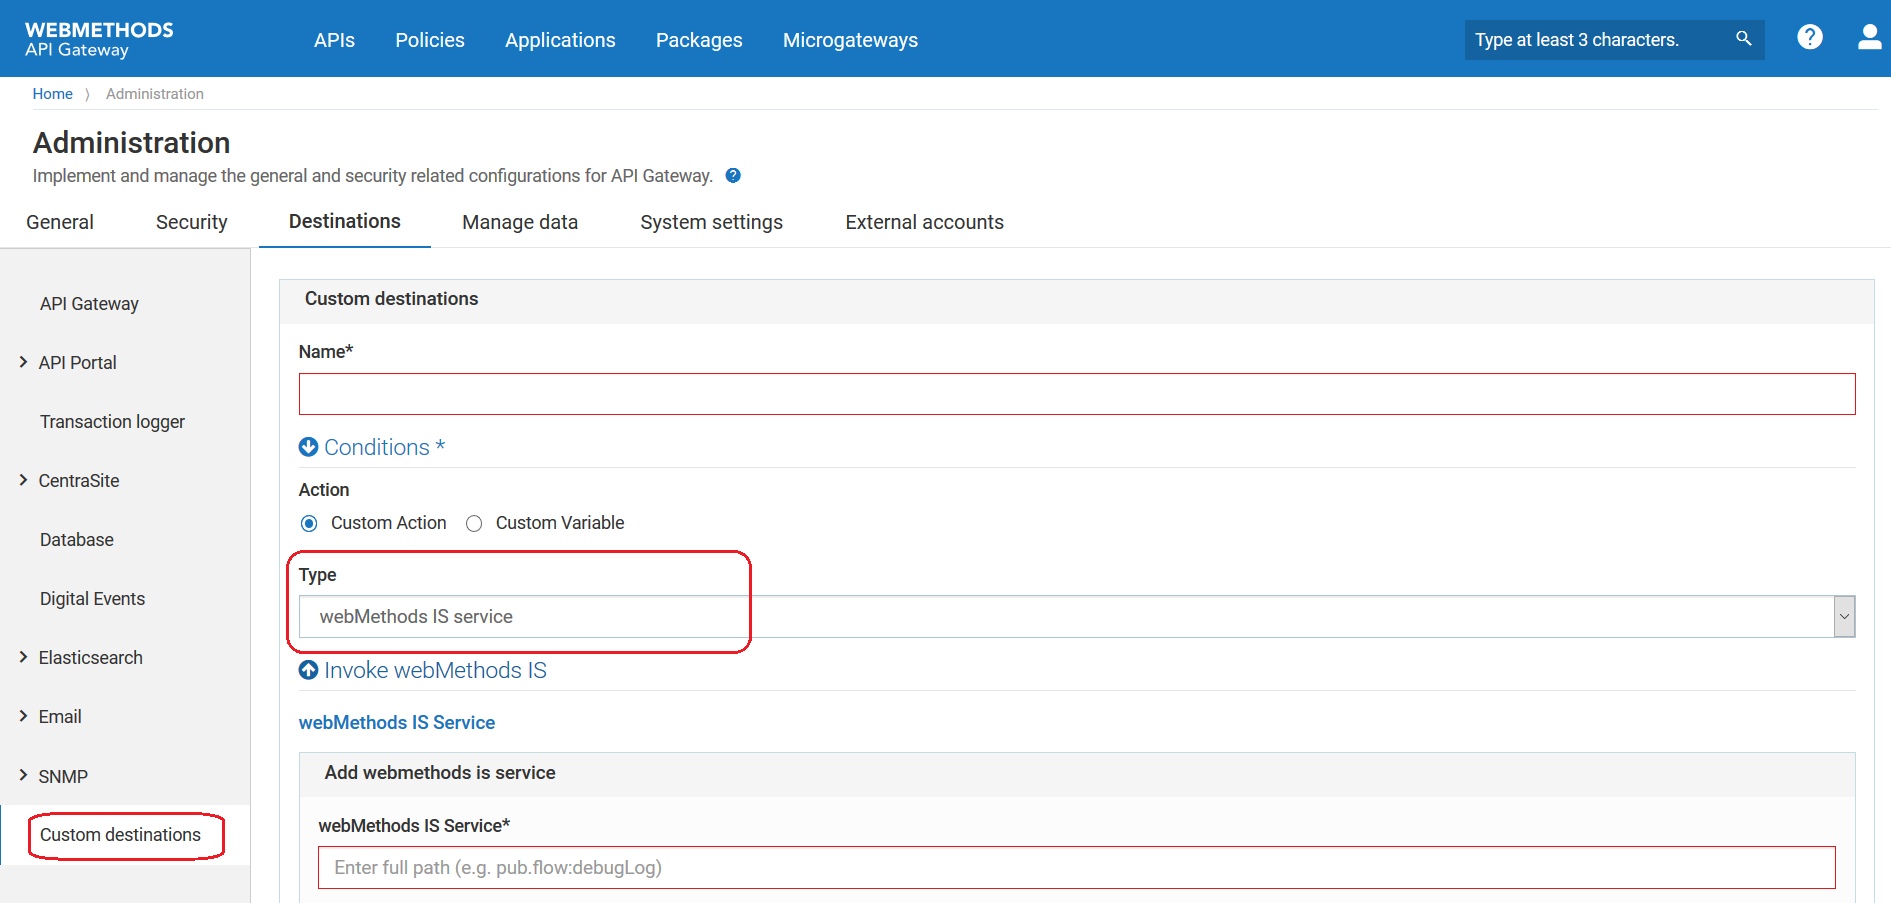 WEBMETHODS
API Gateway
APIs Policies Applications Packages Microgateways
Type at least 3 characters.
?
Home 〉 Administration
Administration
Implement and manage the general and security related configurations for API Gateway. ?
General Security Destinations Manage data System settings External accounts
API Gateway
API Portal
Transaction logger
CentraSite
Database
Digital Events
Elasticsearch
Email
SNMP
Custom destinations
Custom destinations
Name*
Conditions *
Action
Custom Action Custom Variable
Type
webMethods IS service
Invoke webMethods IS
webMethods IS Service
Add webmethods is service
webMethods IS Service*
Enter full path (e.g. pub.flow:debugLog)